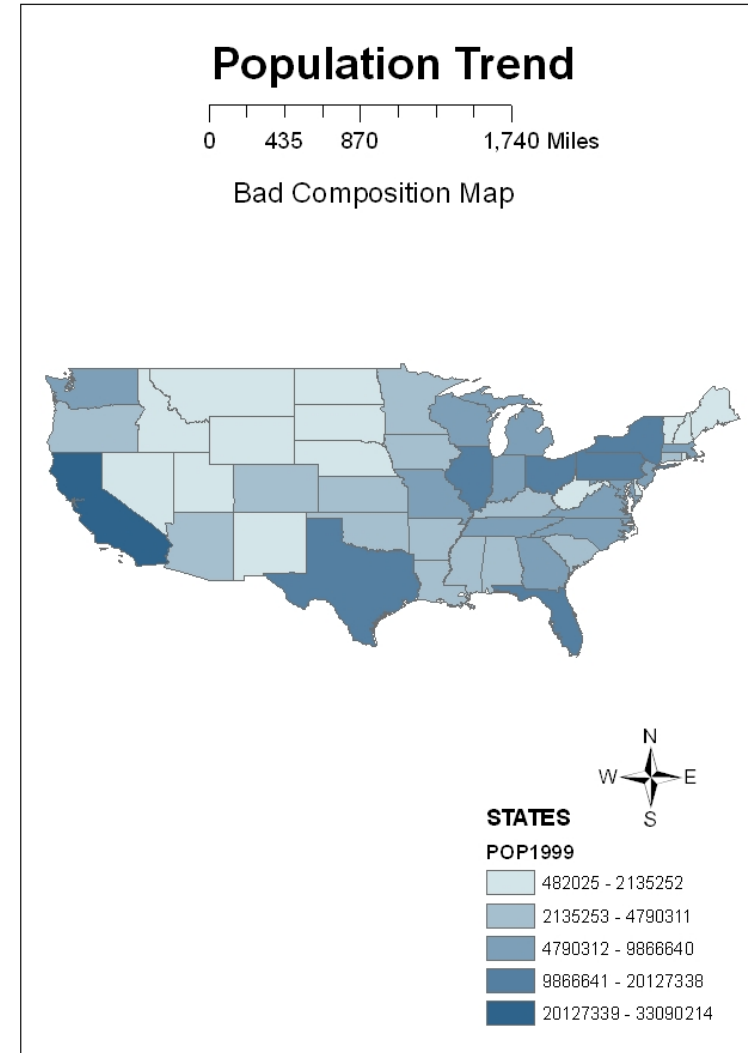 Population Trend
0 435 870 1,740 Miles
Bad Composition Map
N
W E
S
STATES
POP1999
482025 - 2135252
2135253 - 4790311
4790312 - 9866640
9866641 - 20127338
20127339 - 33090214